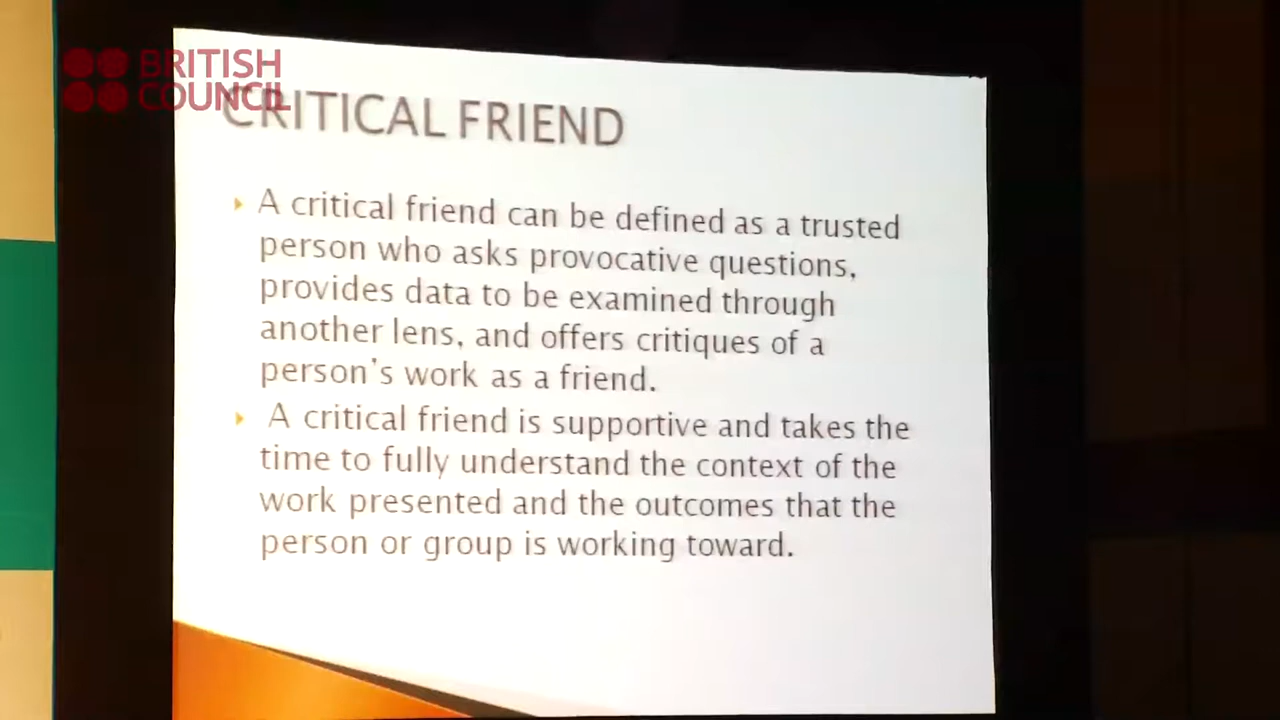 BRITISH
COUNCIL
CRITICAL FRIEND
A critical friend can be defined as a trusted
person who asks provocative questions,
provides data to be examined through
another lens, and offers critiques of a
person's work as a friend.
A critical friend is supportive and takes the
time to fully understand the context of the
work presented and the outcomes that the
person or group is working toward.